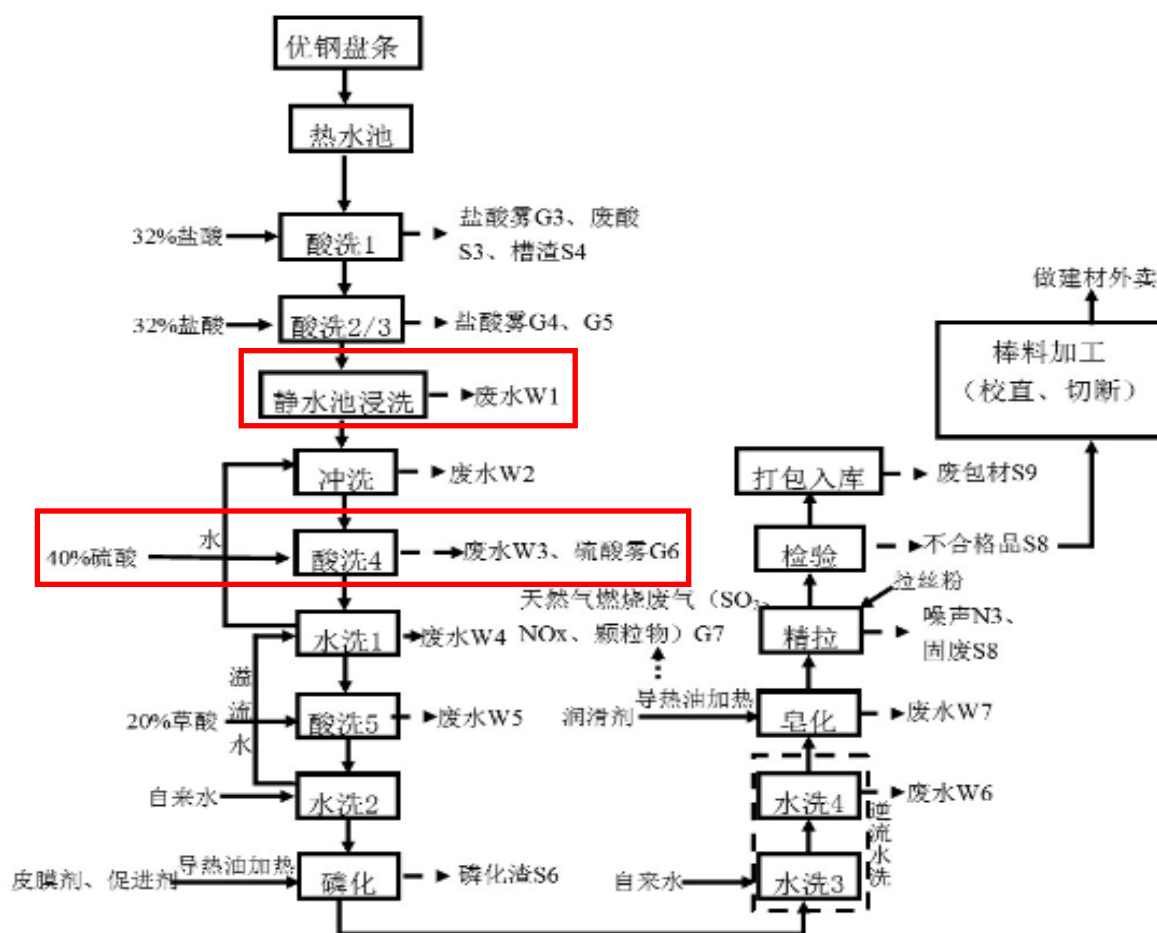 优钢盘条
热水池
32%盐酸
酸洗1
盐酸雾G3、废酸
S3、槽渣S4
32%盐酸
酸洗2/3
盐酸雾G4、G5
静水池浸洗
废水W1
冲洗
废水W2
水
40%硫酸
酸洗4
废水W3、硫酸雾G6
水洗1
废水W4
溢
流
水
20%草酸
酸洗5
废水W5
自来水
水洗2
皮膜剂、促进剂
导热油加热
磷化
磷化渣S6
做建材外卖
棒料加工
（校直、切断）
打包入库
废包材S9
检验
不合格品S8
拉丝粉
天然气燃烧废气（SO2、
NOx、颗粒物）G7
精拉
噪声N3、
固废S8
润滑剂
导热油加热
皂化
废水W7
水洗4
废水W6
逆流水洗
自来水
水洗3